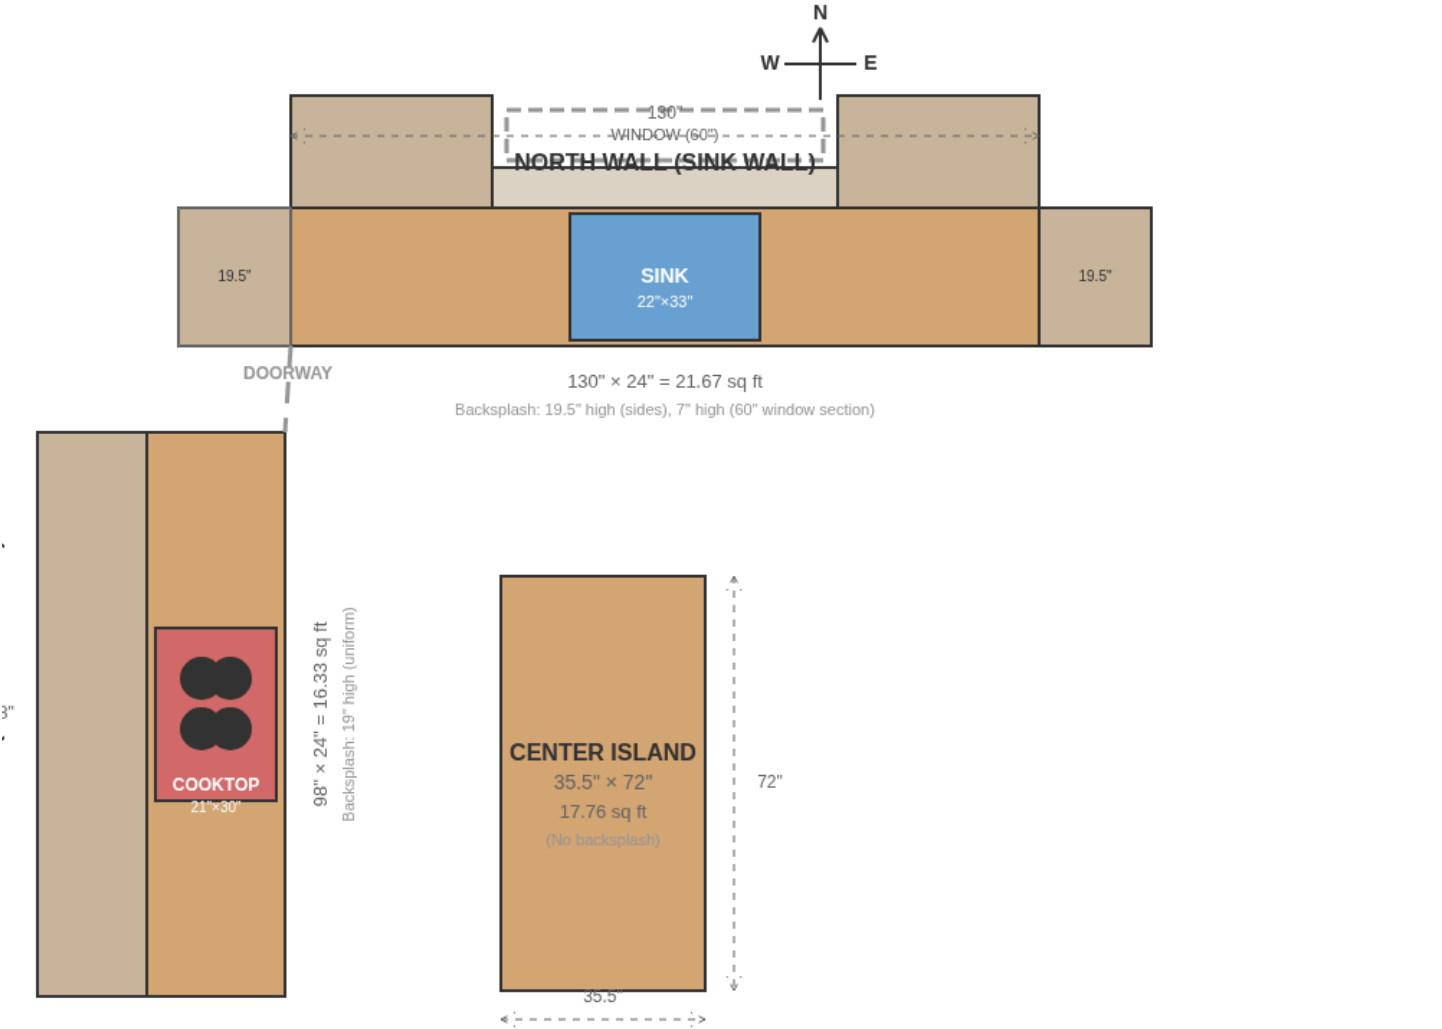 N
W E
130"
WINDOW (60")
NORTH WALL (SINK WALL)
19.5"
SINK
22"×33"
19.5"
DOORWAY
130" × 24" = 21.67 sq ft
Backsplash: 19.5" high (sides), 7" high (60" window section)
98" × 24" = 16.33 sq ft
Backsplash: 19" high (uniform)
COOKTOP
21"×30"
CENTER ISLAND
35.5" × 72"
17.76 sq ft
(No backsplash)
72"
35.5"